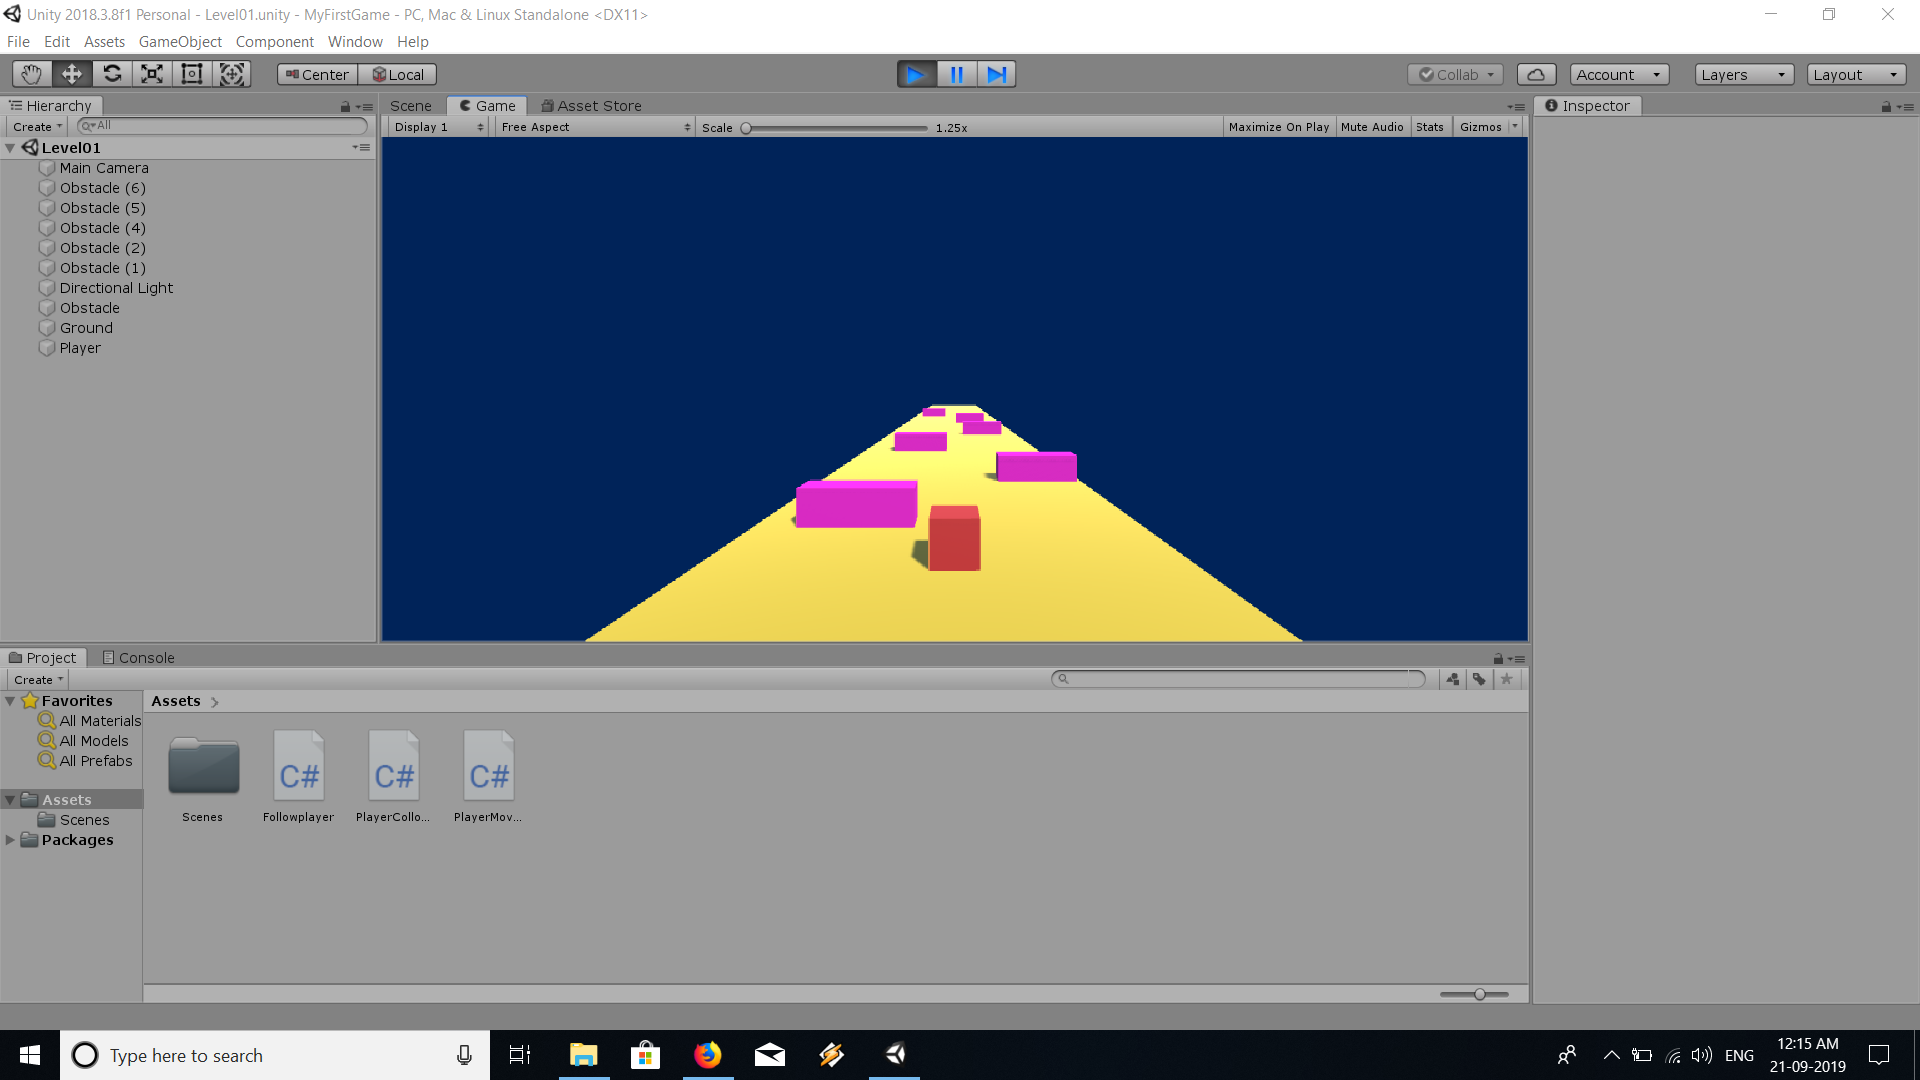 Unity 2018.3.8f1 Personal - Level01.unity - MyFirstGame - PC, Mac & Linux Standalone <DX11>
File Edit Assets GameObject Component Window Help
Center Local Collab Account Layers Layout
Hierarchy
Create All
Level01
Main Camera
Obstacle (6)
Obstacle (5)
Obstacle (4)
Obstacle (2)
Obstacle (1)
Directional Light
Obstacle
Ground
Player
Scene Game Asset Store
Display 1 Free Aspect Scale 1.25x Maximize On Play Mute Audio Stats Gizmos
Inspector
Project Console
Create
Favorites
All Materials
All Models
All Prefabs
Assets
Scenes
Packages
Assets
C# C# C#
Scenes Followplayer PlayerCollo... PlayerMov...
Type here to search
ENG
12:15 AM
21-09-2019